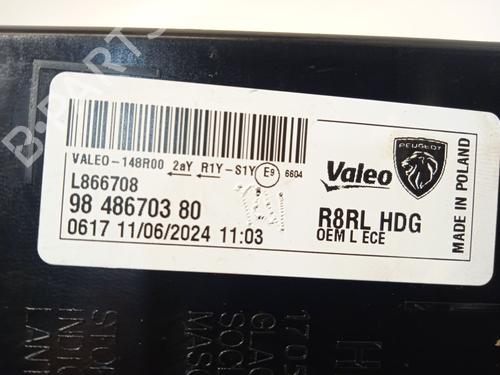 VALEO-148R00 2aY R1Y-S1Y E9 6604
L866708
98 486703 80
0617 11/06/2024 11:03
Valeo
PEUGEOT
R8RL HDG
OEM L ECE
MADE IN POLAND
B-PARTS